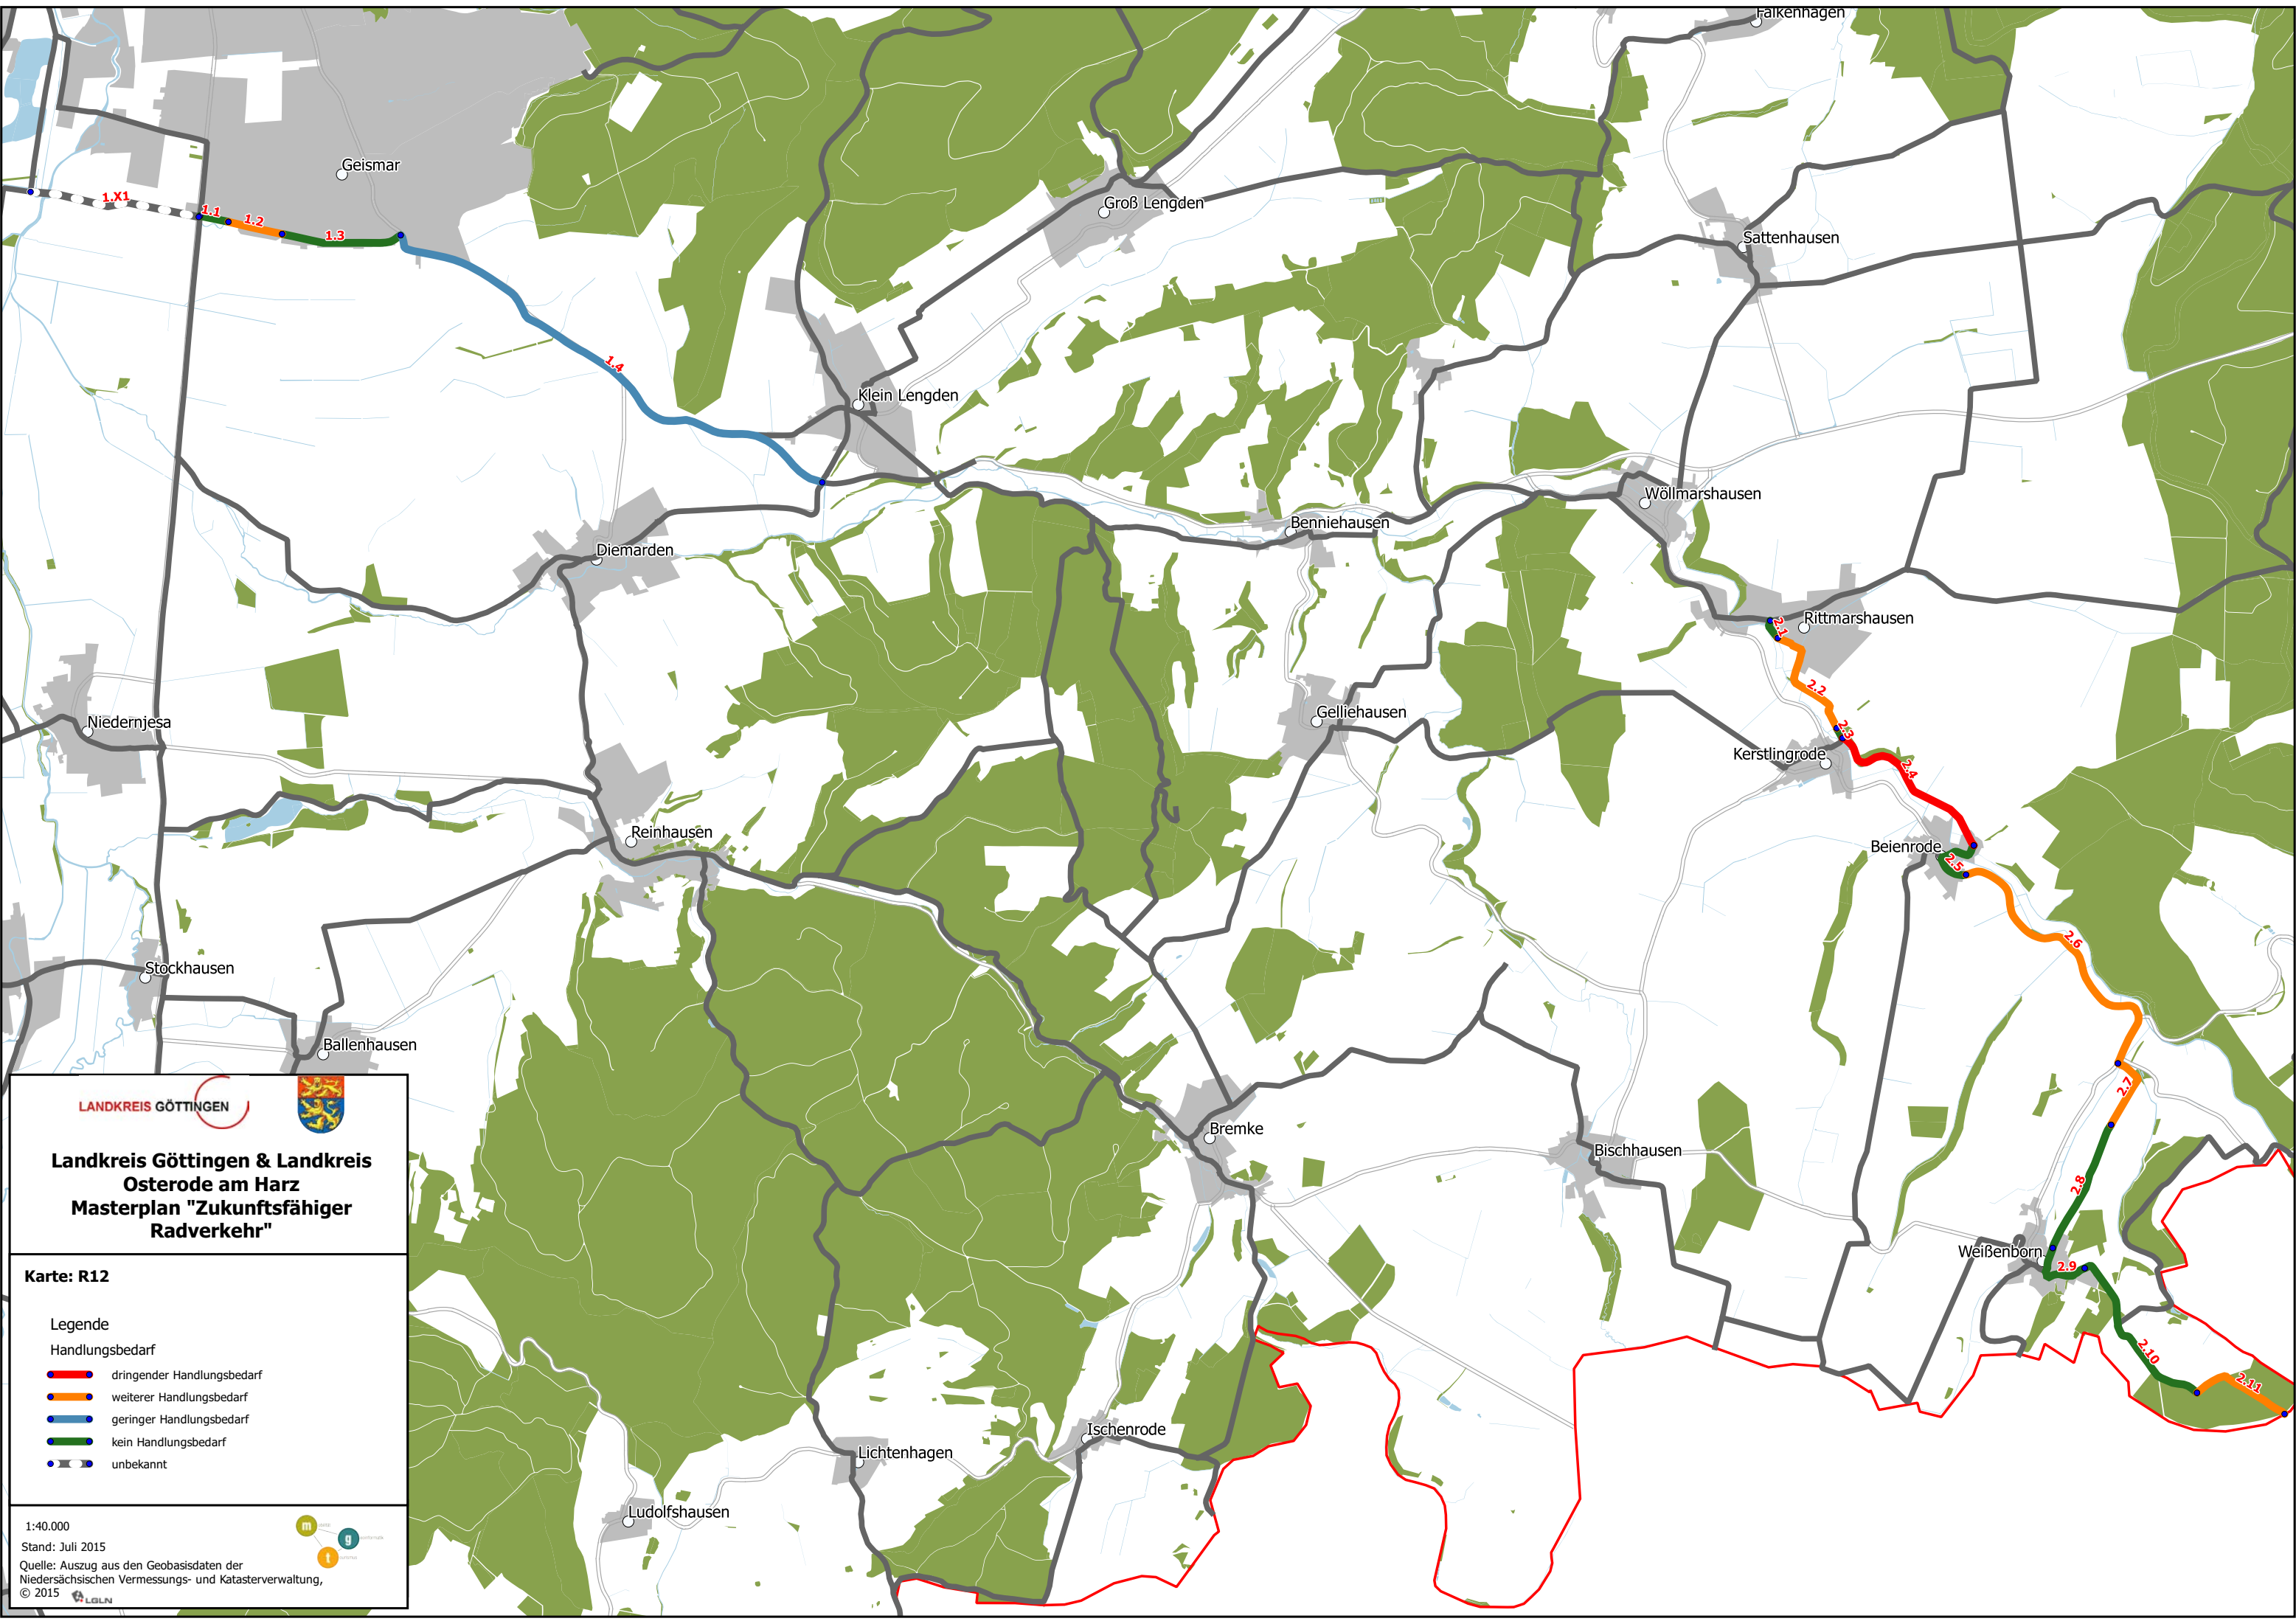 Falkenhagen
Geismar
1.X1
1.1
1.2
1.3
Groß Lengden
Sattenhausen
1.4
Klein Lengden
Wöllmarshausen
Benniehausen
Diemarden
2.1
Rittmarshausen
2.2
Niedernjesa
Gelliehausen
2.3
Kerstlingrode
2.4
Reinhausen
Beienrode
2.5
2.6
Stockhausen
Ballenhausen
2.7
Bremke
Bischhausen
2.8
Weißenborn
2.9
2.10
2.11
Ischenrode
Lichtenhagen
Ludolfshausen
LANDKREIS GÖTTINGEN
Landkreis Göttingen & Landkreis
Osterode am Harz
Masterplan "Zukunftsfähiger
Radverkehr"
Karte: R12
Legende
Handlungsbedarf
dringender Handlungsbedarf
weiterer Handlungsbedarf
geringer Handlungsbedarf
kein Handlungsbedarf
unbekannt
1:40.000
Stand: Juli 2015
Quelle: Auszug aus den Geobasisdaten der
Niedersächsischen Vermessungs- und Katasterverwaltung,
© 2015
LGLN
m
g
t